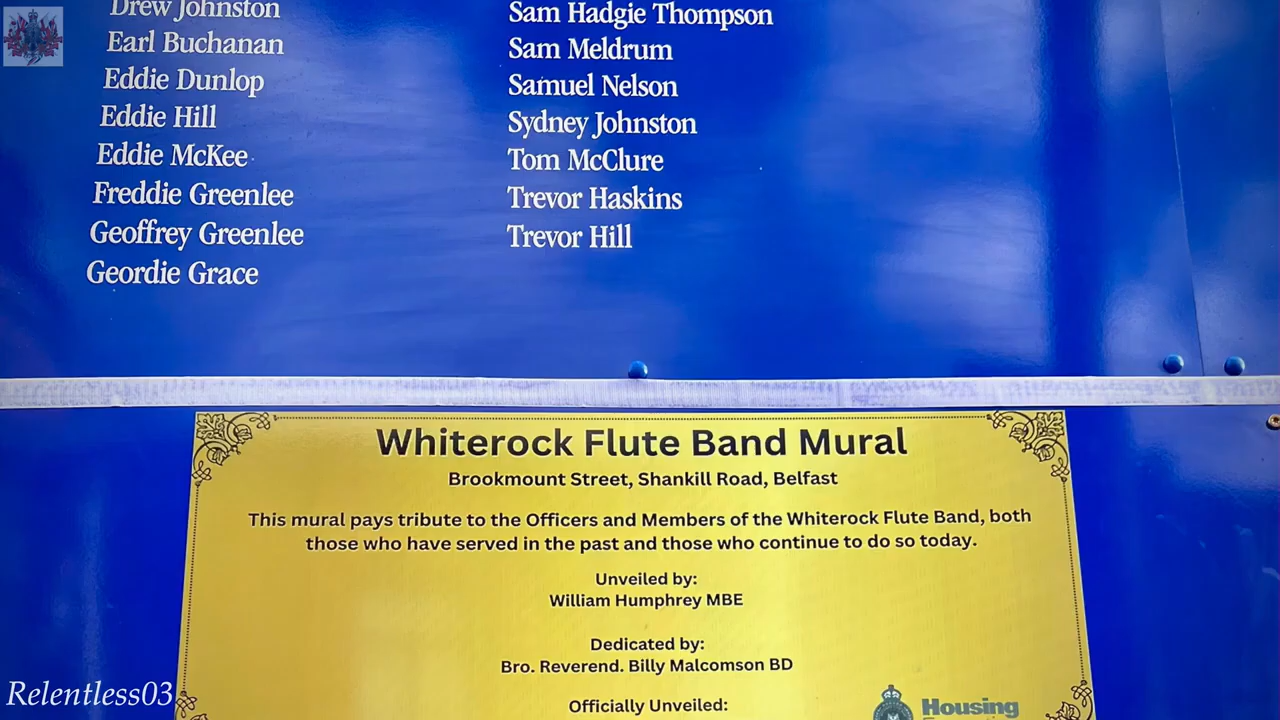 Drew Johnston
Earl Buchanan
Eddie Dunlop
Eddie Hill
Eddie McKee
Freddie Greenlee
Geoffrey Greenlee
Geordie Grace
Sam Hadgie Thompson
Sam Meldrum
Samuel Nelson
Sydney Johnston
Tom McClure
Trevor Haskins
Trevor Hill
Whiterock Flute Band Mural
Brookmount Street, Shankill Road, Belfast
This mural pays tribute to the Officers and Members of the Whiterock Flute Band, both
those who have served in the past and those who continue to do so today.
Unveiled by:
William Humphrey MBE
Dedicated by:
Bro. Reverend. Billy Malcomson BD
Officially Unveiled:
Housing
Relentless03